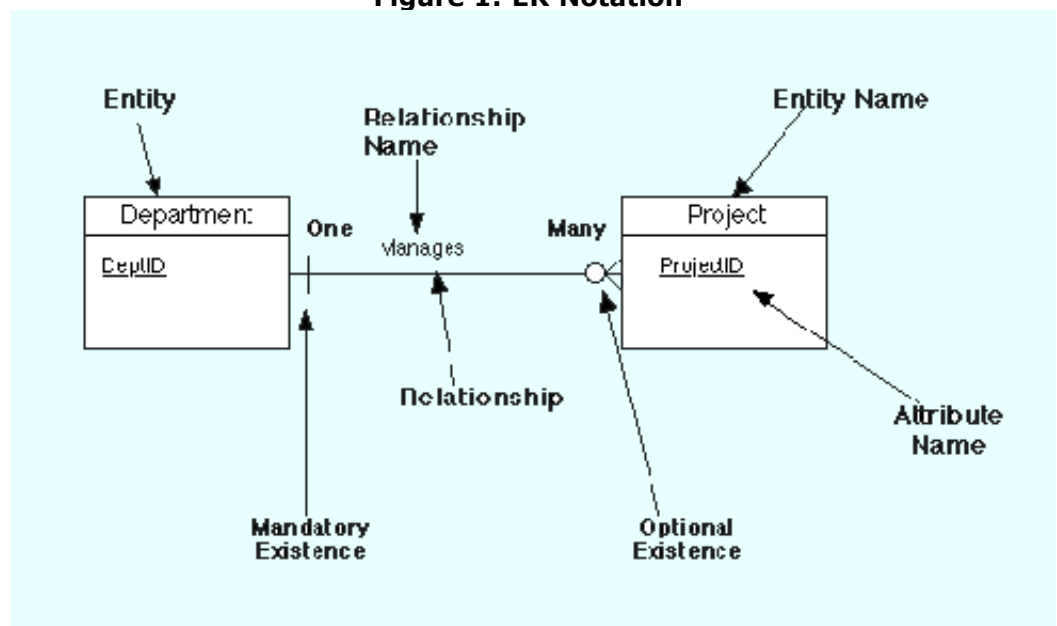 Figure 1: ER Notation
Entity
Relationship
Name
Entity Name
Department
One
Manages
Many
Project
DeptID
ProjectID
Relationship
Attribute
Name
Mandatory
Existence
Optional
Existence